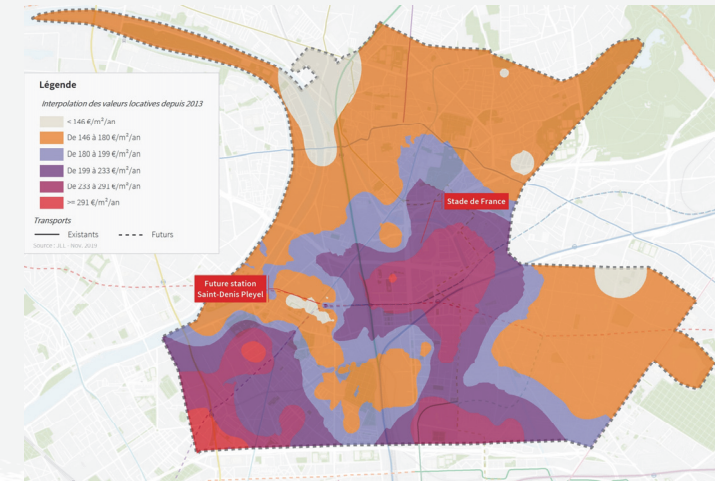 Légende
Interpolation des valeurs locatives depuis 2013
< 146 €/m²/an
De 146 à 180 €/m²/an
De 180 à 199 €/m²/an
De 199 à 233 €/m²/an
De 233 à 291 €/m²/an
>= 291 €/m²/an
Transports
Existants
Futurs
Source : JLL - Nov. 2019
Stade de France
Future station
Saint-Denis Pleyel